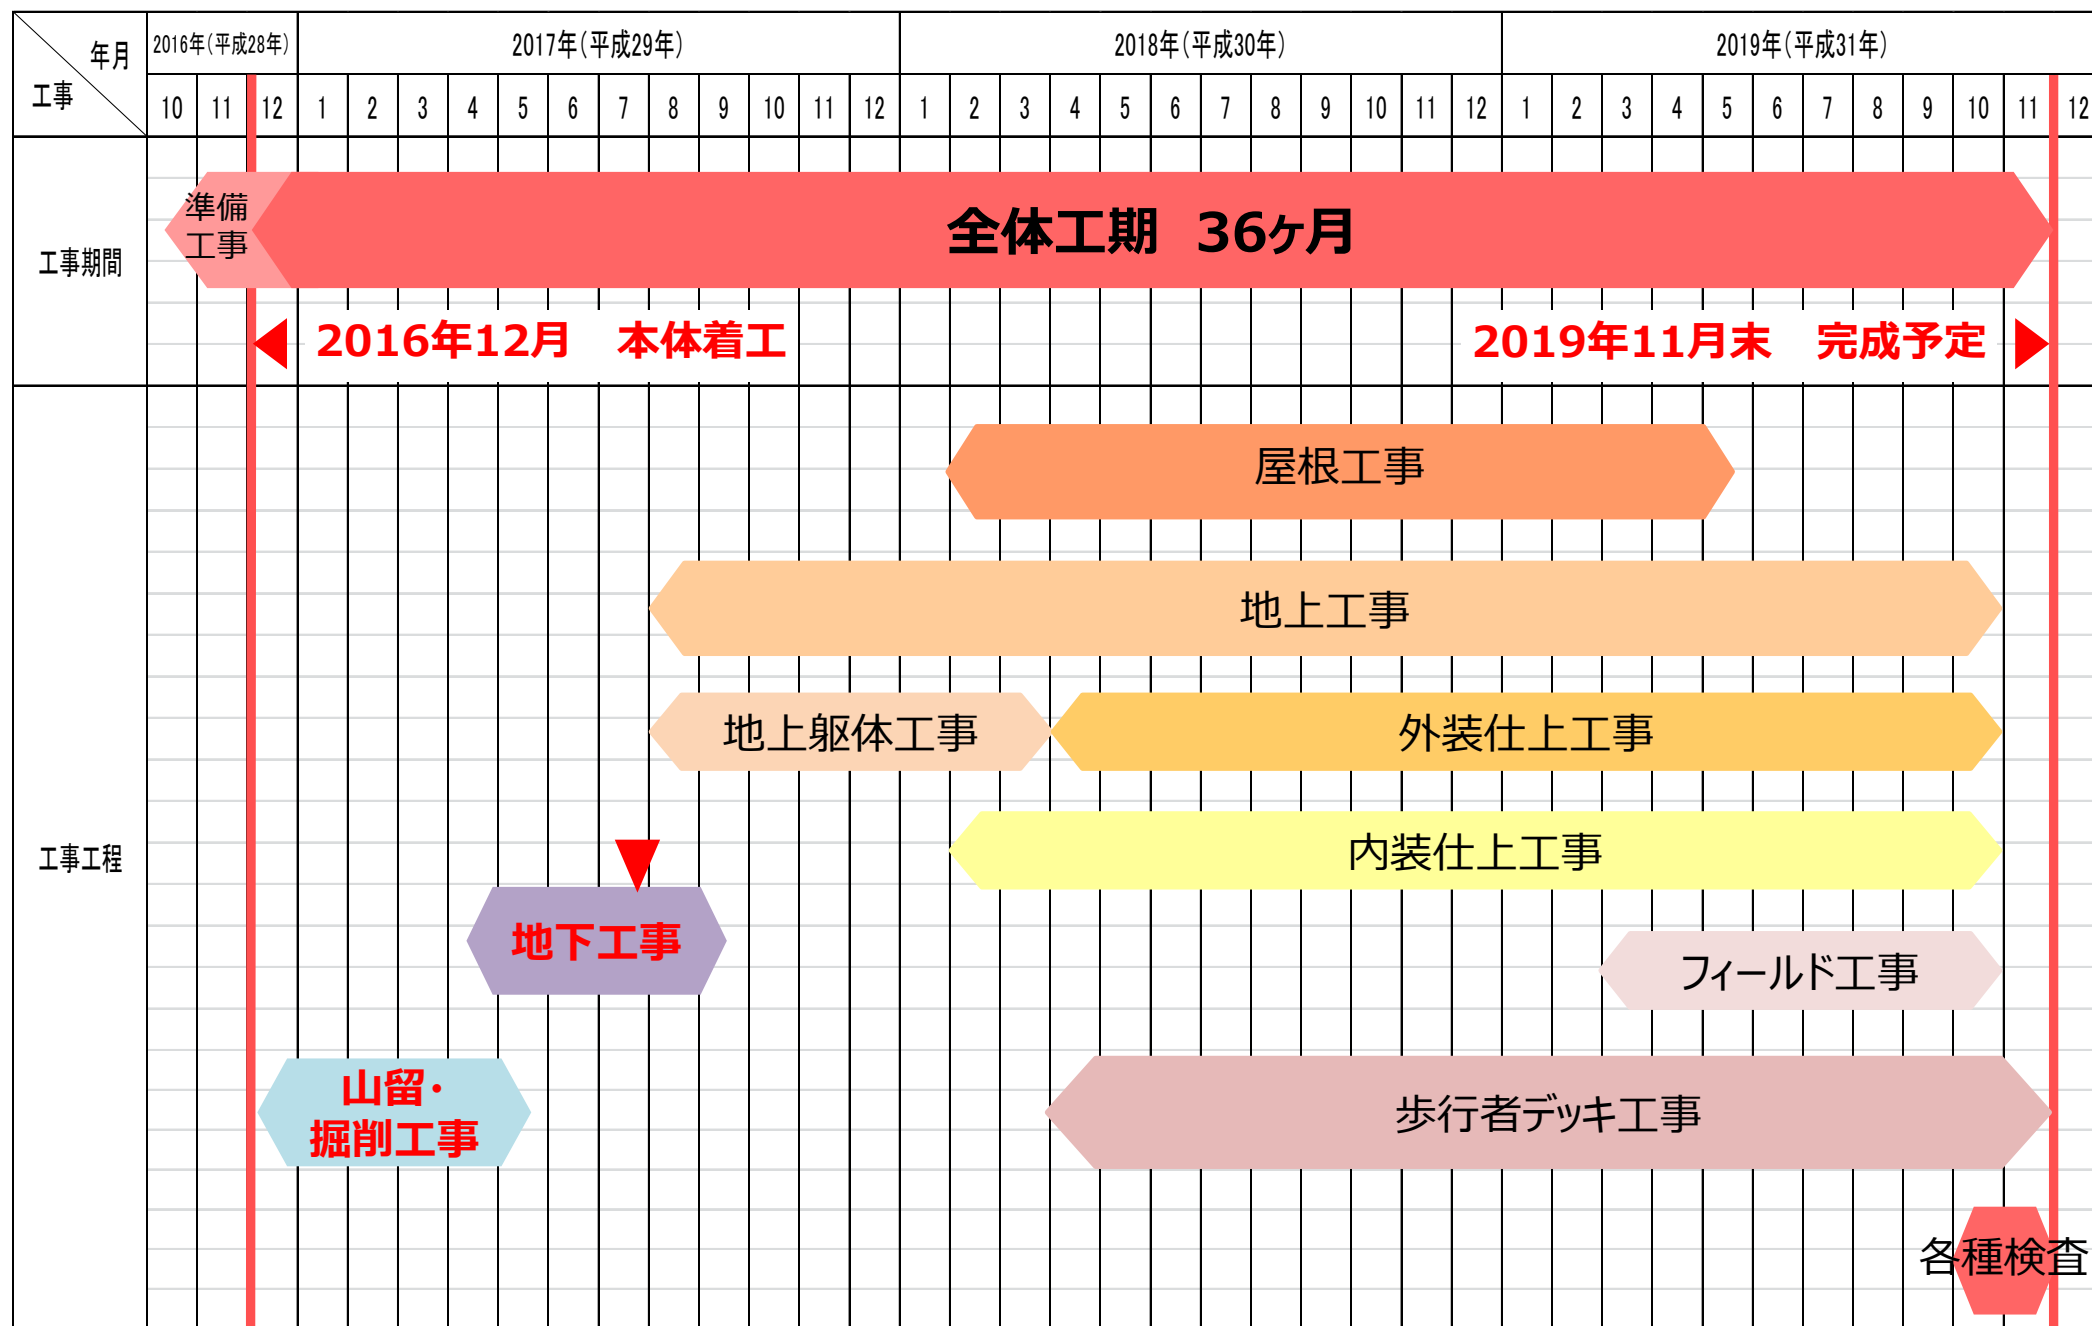 年月
工事
2016年(平成28年) 2017年(平成29年) 2018年(平成30年) 2019年(平成31年)
10 11 12 1 2 3 4 5 6 7 8 9 10 11 12 1 2 3 4 5 6 7 8 9 10 11 12 1 2 3 4 5 6 7 8 9 10 11 12
工事期間
準備
工事
全体工期 36ヶ月
2016年12月 本体着工
2019年11月末 完成予定
工事工程
屋根工事
地上工事
地上躯体工事
外装仕上工事
内装仕上工事
地下工事
フィールド工事
山留・
掘削工事
歩行者デッキ工事
各種検査